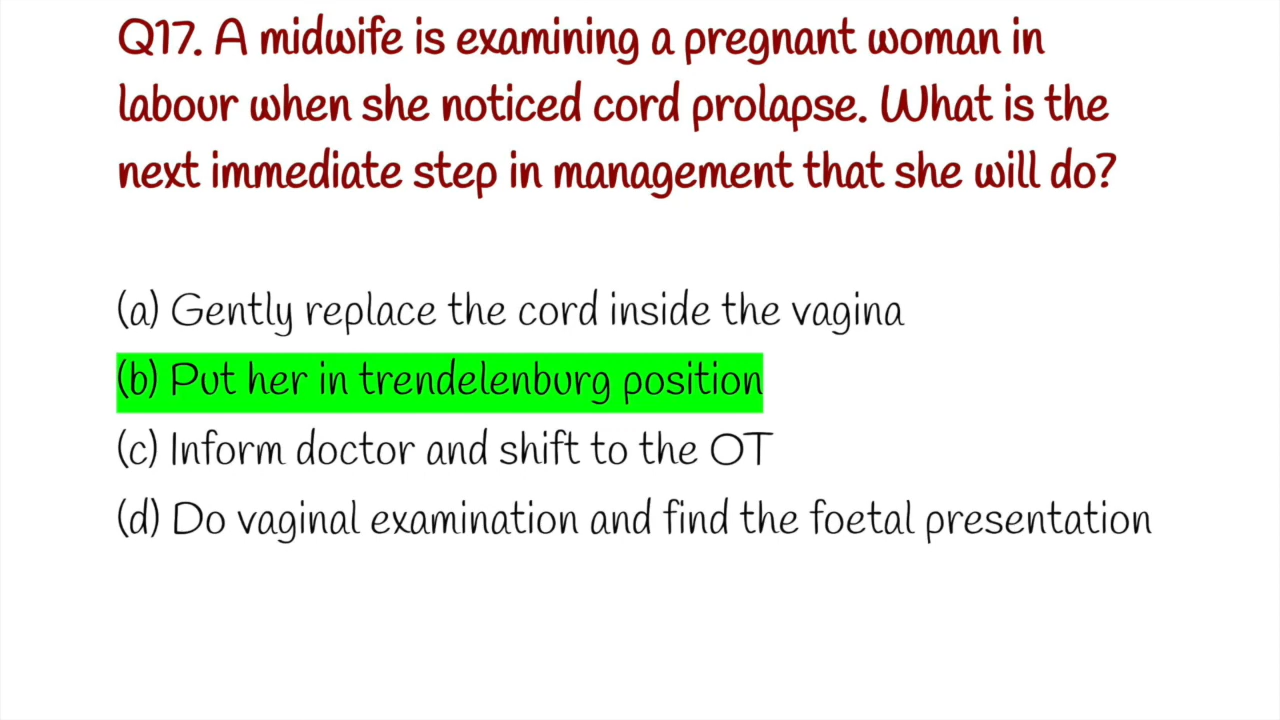 Q17. A midwife is examining a pregnant woman in
labour when she noticed cord prolapse. What is the
next immediate step in management that she will do?
(a) Gently replace the cord inside the vagina
(b) Put her in trendelenburg position
(c) Inform doctor and shift to the OT
(d) Do vaginal examination and find the foetal presentation